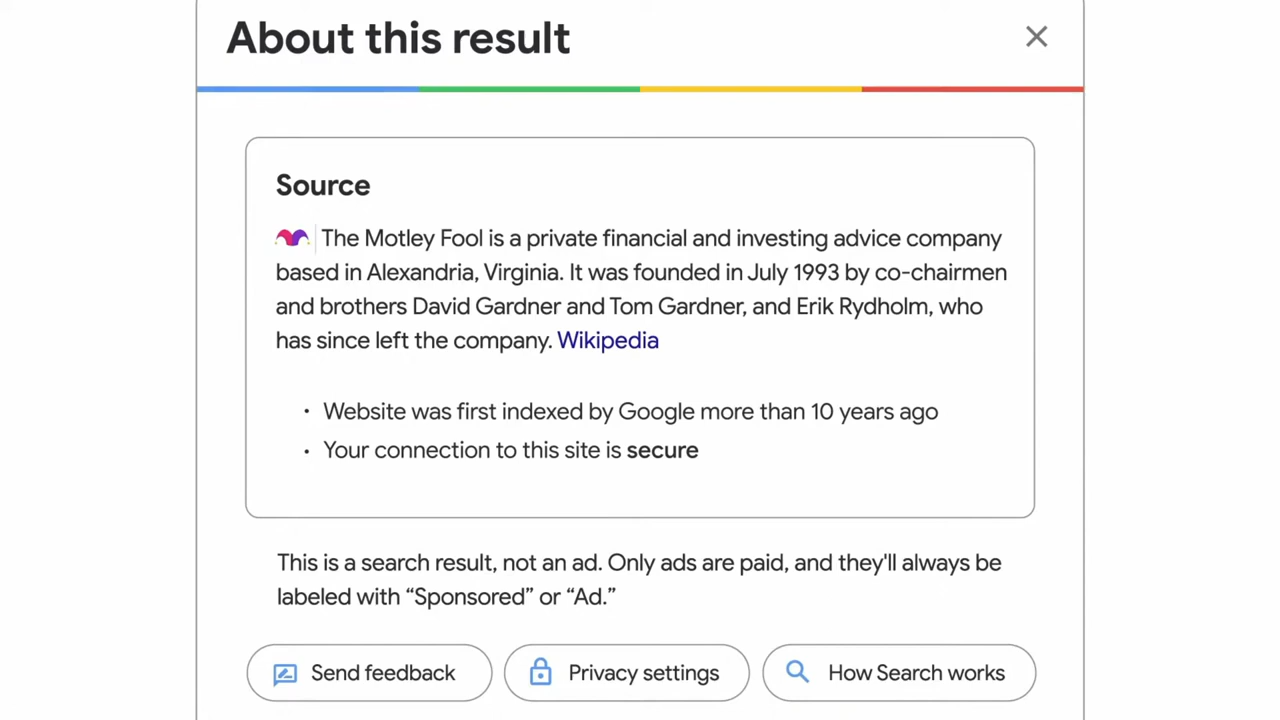 About this result
Source
The Motley Fool is a private financial and investing advice company
based in Alexandria, Virginia. It was founded in July 1993 by co-chairmen
and brothers David Gardner and Tom Gardner, and Erik Rydholm, who
has since left the company. Wikipedia
• Website was first indexed by Google more than 10 years ago
• Your connection to this site is secure
This is a search result, not an ad. Only ads are paid, and they'll always be
labeled with “Sponsored” or “Ad.”
Send feedback
Privacy settings
How Search works